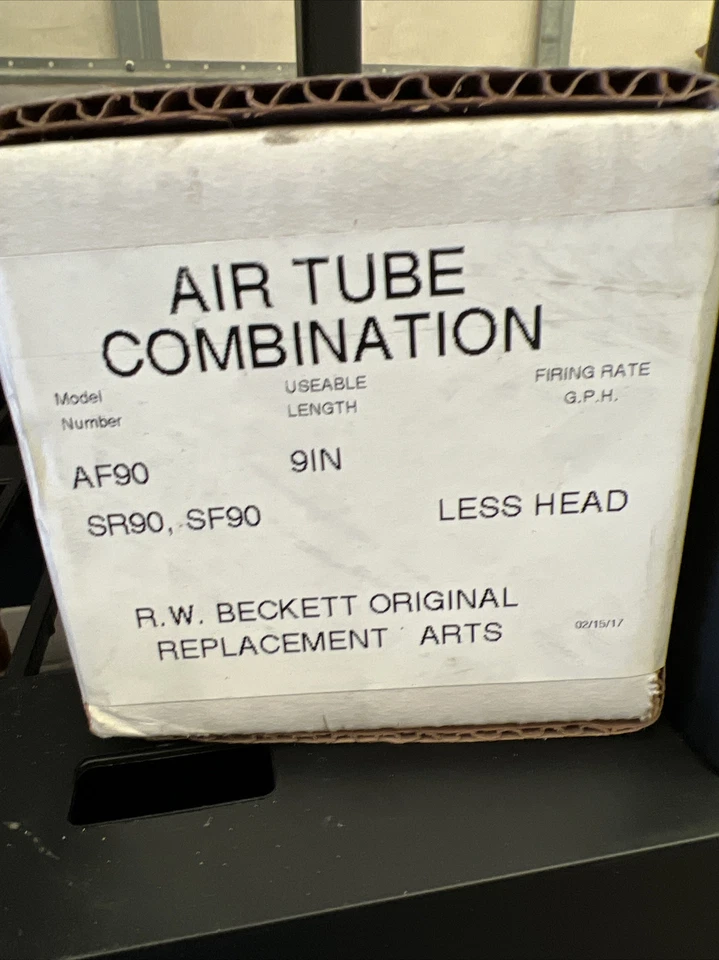 AIR TUBE
COMBINATION
Model
Number
USEABLE
LENGTH
FIRING RATE
G.P.H.
AF90
9IN
SR90, SF90
LESS HEAD
R.W. BECKETT ORIGINAL
REPLACEMENT ARTS
02/15/17